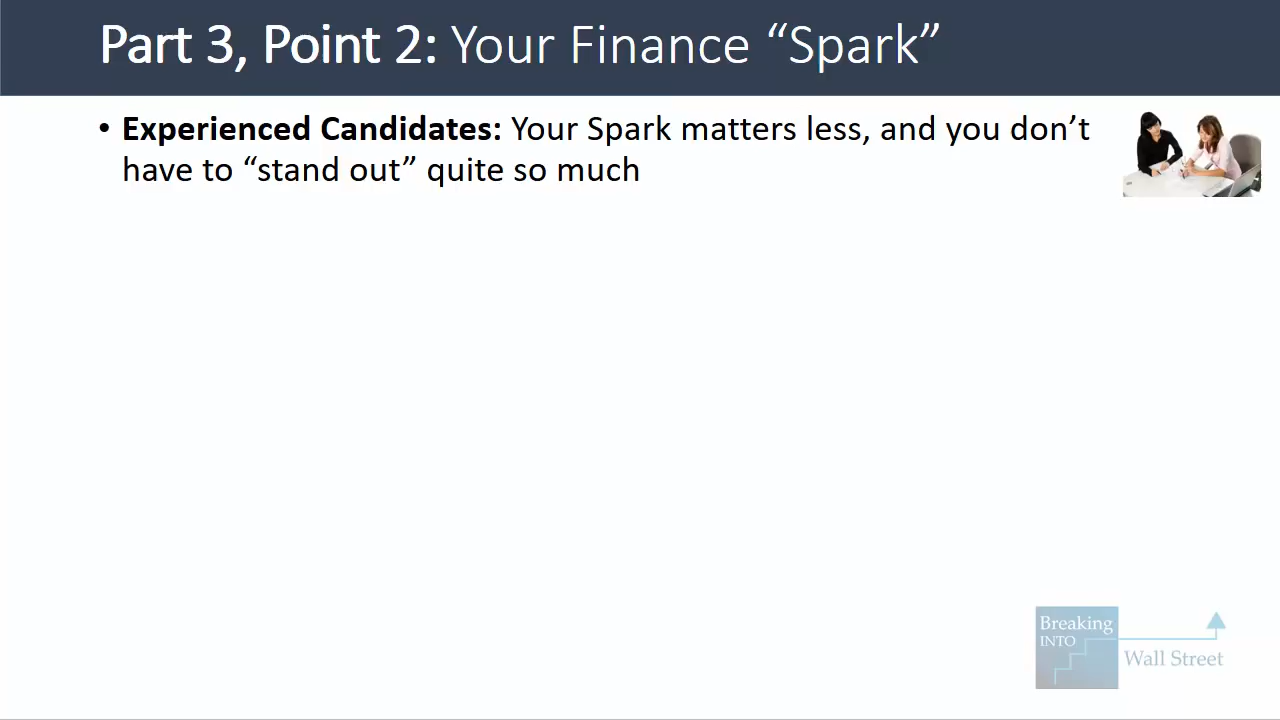 Part 3, Point 2: Your Finance “Spark”
• Experienced Candidates: Your Spark matters less, and you don’t
have to “stand out” quite so much
Breaking
INTO
Wall Street